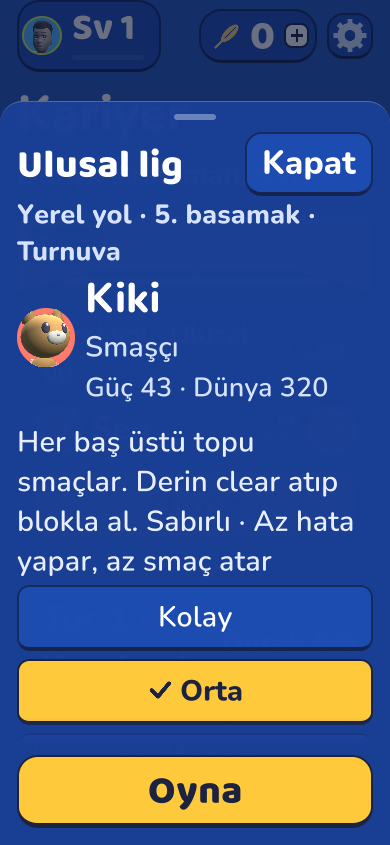 Sv 1
0
Kariyer
Ulusal lig
Kapat
Yerel yol · 5. basamak ·
Turnuva
Kiki
Smaşçı
Güç 43 · Dünya 320
Her baş üstü topu
smaçlar. Derin clear atıp
blokla al. Sabırlı · Az hata
yapar, az smaç atar
Kolay
Orta
Oyna